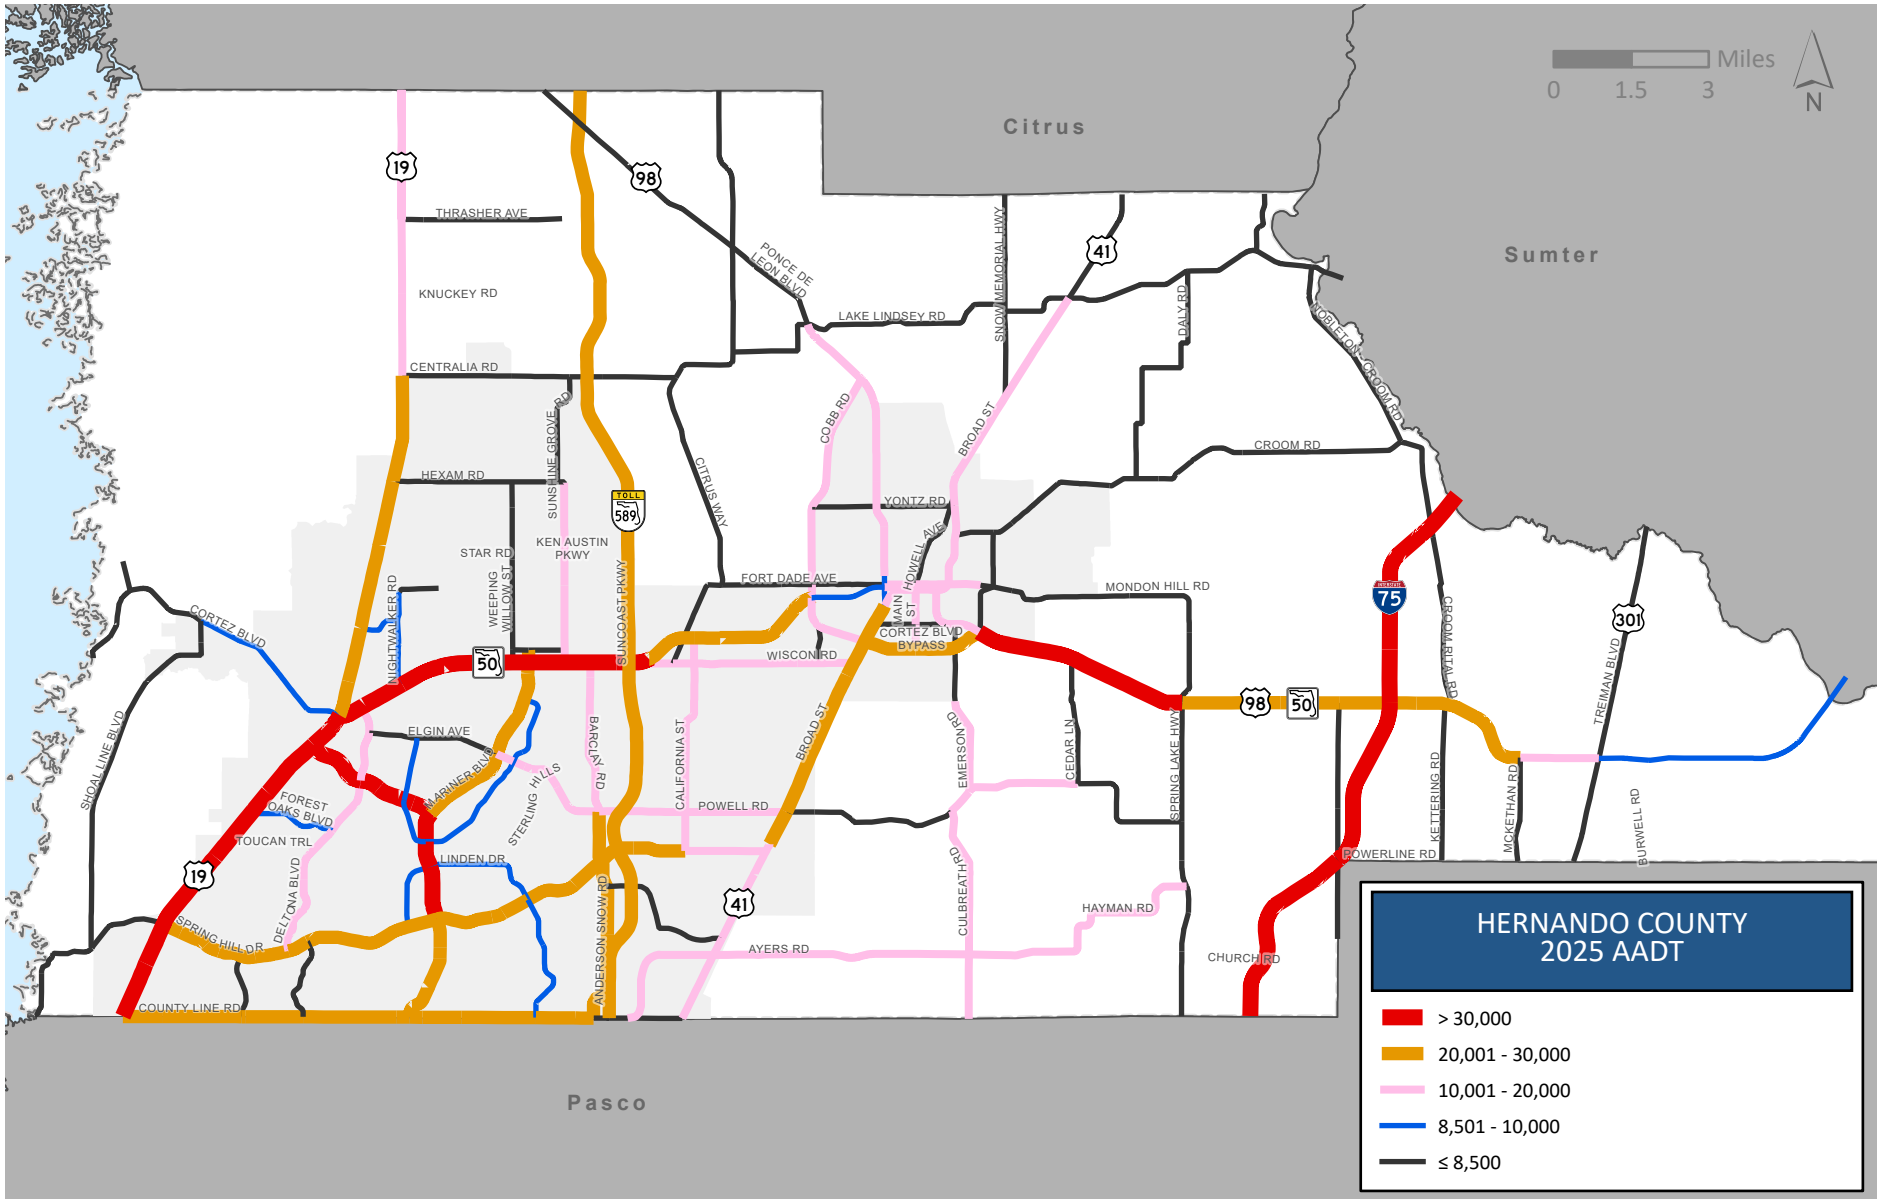 Miles
0 1.5 3
N
Citrus
Sumter
19
98
THRASHER AVE
41
SNOW MEMORIAL HWY
PONCE DE
LEON BLVD
KNUCKEY RD
LAKE LINDSEY RD
DALY RD
NOBLETON CROOM RD
CENTRALIA RD
SUNSHINE GROVE RD
COBB RD
BROAD ST
CROOM RD
HEXAM RD
CITRUS WAY
TOLL
589
YONTZ RD
STAR RD
KEN AUSTIN
PKWY
HOWELL AVE
WEEPING
WILLOW ST
SUNCOAST PKWY
FORT DADE AVE
MONDON HILL RD
INTERSTATE
75
NIGHTWALKER RD
MAIN
ST
CROOM RITAL RD
301
CORTEZ BLVD
CORTEZ BLVD
BYPASS
WISCON RD
50
98
50
TREIMAN BLVD
SHOAL LINE BLVD
ELGIN AVE
BARCLAY RD
CALIFORNIA ST
BROAD ST
EMERSON RD
CEDAR LN
SPRING LAKE HWY
MARINER BLVD
STERLING HILLS
KETTERING RD
MCKETHAN RD
BURWELL RD
FOREST
OAKS BLVD
POWELL RD
TOUCAN TRL
LINDEN DR
POWERLINE RD
19
DELTONA BLVD
ANDERSON SNOW RD
41
CULBREATH RD
HAYMAN RD
SPRING HILL DR
AYERS RD
CHURCH RD
COUNTY LINE RD
Pasco
HERNANDO COUNTY
2025 AADT
> 30,000
20,001 - 30,000
10,001 - 20,000
8,501 - 10,000
≤ 8,500